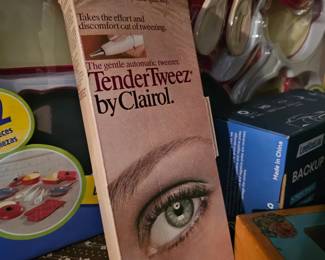 Takes the effort and
discomfort out of tweezing.
The gentle automatic tweezer.
TenderTweez®
by Clairol.
2
Made in China
BACKUP